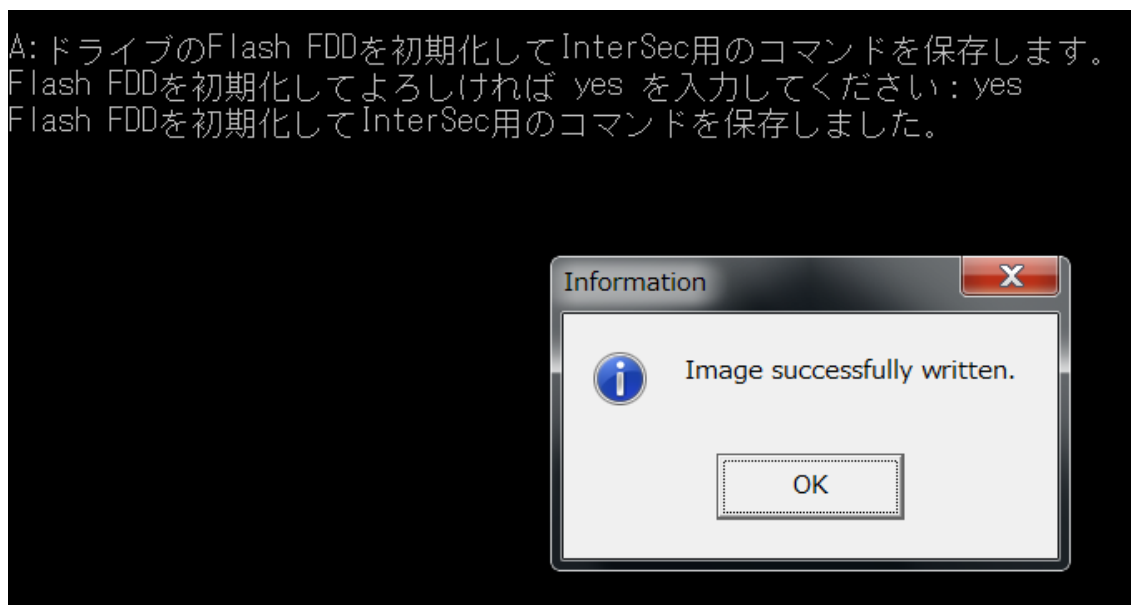 A:ドライブのFlash FDDを初期化してInterSec用のコマンドを保存します。
Flash FDDを初期化してよろしければ yes を入力してください：yes
Flash FDDを初期化してInterSec用のコマンドを保存しました。
Information
Image successfully written.
OK